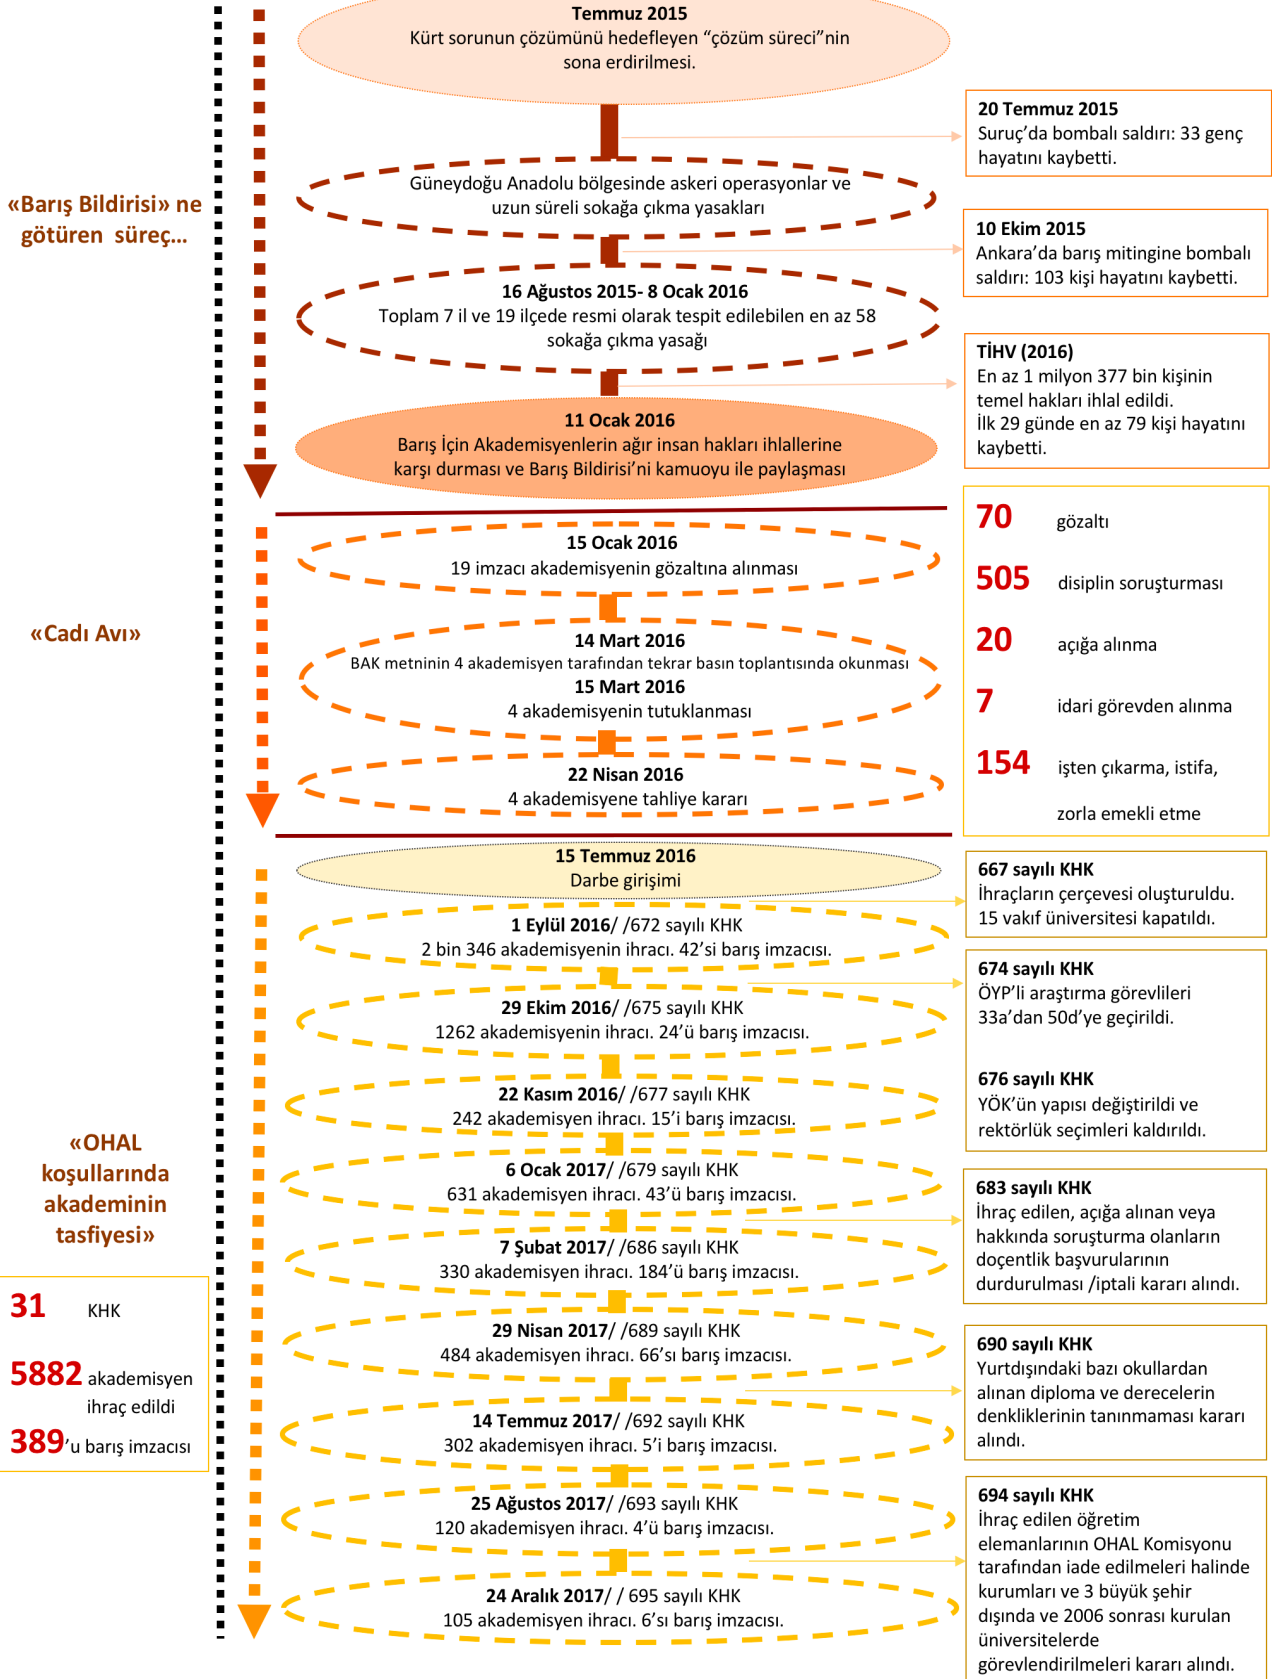 Temmuz 2015
Kürt sorunun çözümünü hedefleyen “çözüm süreci”nin
sona erdirilmesi.
20 Temmuz 2015
Suruç’da bombalı saldırı: 33 genç
hayatını kaybetti.
«Barış Bildirisi» ne
götüren süreç…
Güneydoğu Anadolu bölgesinde askeri operasyonlar ve
uzun süreli sokağa çıkma yasakları
10 Ekim 2015
Ankara’da barış mitingine bombalı
saldırı: 103 kişi hayatını kaybetti.
16 Ağustos 2015- 8 Ocak 2016
Toplam 7 il ve 19 ilçede resmi olarak tespit edilebilen en az 58
sokağa çıkma yasağı
TİHV (2016)
En az 1 milyon 377 bin kişinin
temel hakları ihlal edildi.
İlk 29 günde en az 79 kişi hayatını
kaybetti.
11 Ocak 2016
Barış İçin Akademisyenlerin ağır insan hakları ihlallerine
karşı durması ve Barış Bildirisi’ni kamuoyu ile paylaşması
«Cadı Avı»
15 Ocak 2016
19 imzacı akademisyenin gözaltına alınması
14 Mart 2016
BAK metninin 4 akademisyen tarafından tekrar basın toplantısında okunması
15 Mart 2016
4 akademisyenin tutuklanması
22 Nisan 2016
4 akademisyene tahliye kararı
70 gözaltı
505 disiplin soruşturması
20 açığa alınma
7 idari görevden alınma
154 işten çıkarma, istifa,
zorla emekli etme
15 Temmuz 2016
Darbe girişimi
667 sayılı KHK
İhraçların çerçevesi oluşturuldu.
15 vakıf üniversitesi kapatıldı.
1 Eylül 2016/ /672 sayılı KHK
2 bin 346 akademisyenin ihracı. 42’si barış imzacısı.
29 Ekim 2016/ /675 sayılı KHK
1262 akademisyenin ihracı. 24’ü barış imzacısı.
674 sayılı KHK
ÖYP’li araştırma görevlileri
33a’dan 50d’ye geçirildi.
676 sayılı KHK
YÖK’ün yapısı değiştirildi ve
rektörlük seçimleri kaldırıldı.
22 Kasım 2016/ /677 sayılı KHK
242 akademisyen ihracı. 15’i barış imzacısı.
«OHAL
koşullarında
akademinin
tasfiyesi»
6 Ocak 2017/ /679 sayılı KHK
631 akademisyen ihracı. 43’ü barış imzacısı.
683 sayılı KHK
İhraç edilen, açığa alınan veya
hakkında soruşturma olanların
doçentlik başvurularının
durdurulması /iptali kararı alındı.
7 Şubat 2017/ /686 sayılı KHK
330 akademisyen ihracı. 184’ü barış imzacısı.
31 KHK
5882 akademisyen
ihraç edildi
389’u barış imzacısı
29 Nisan 2017/ /689 sayılı KHK
484 akademisyen ihracı. 66’sı barış imzacısı.
690 sayılı KHK
Yurtdışındaki bazı okullardan
alınan diploma ve derecelerin
denkliklerinin tanınmaması kararı
alındı.
14 Temmuz 2017/ /692 sayılı KHK
302 akademisyen ihracı. 5’i barış imzacısı.
25 Ağustos 2017/ /693 sayılı KHK
120 akademisyen ihracı. 4’ü barış imzacısı.
694 sayılı KHK
İhraç edilen öğretim
elemanlarının OHAL Komisyonu
tarafından iade edilmeleri halinde
kurumları ve 3 büyük şehir
dışında ve 2006 sonrası kurulan
üniversitelerde
görevlendirilmeleri kararı alındı.
24 Aralık 2017/ / 695 sayılı KHK
105 akademisyen ihracı. 6’sı barış imzacısı.